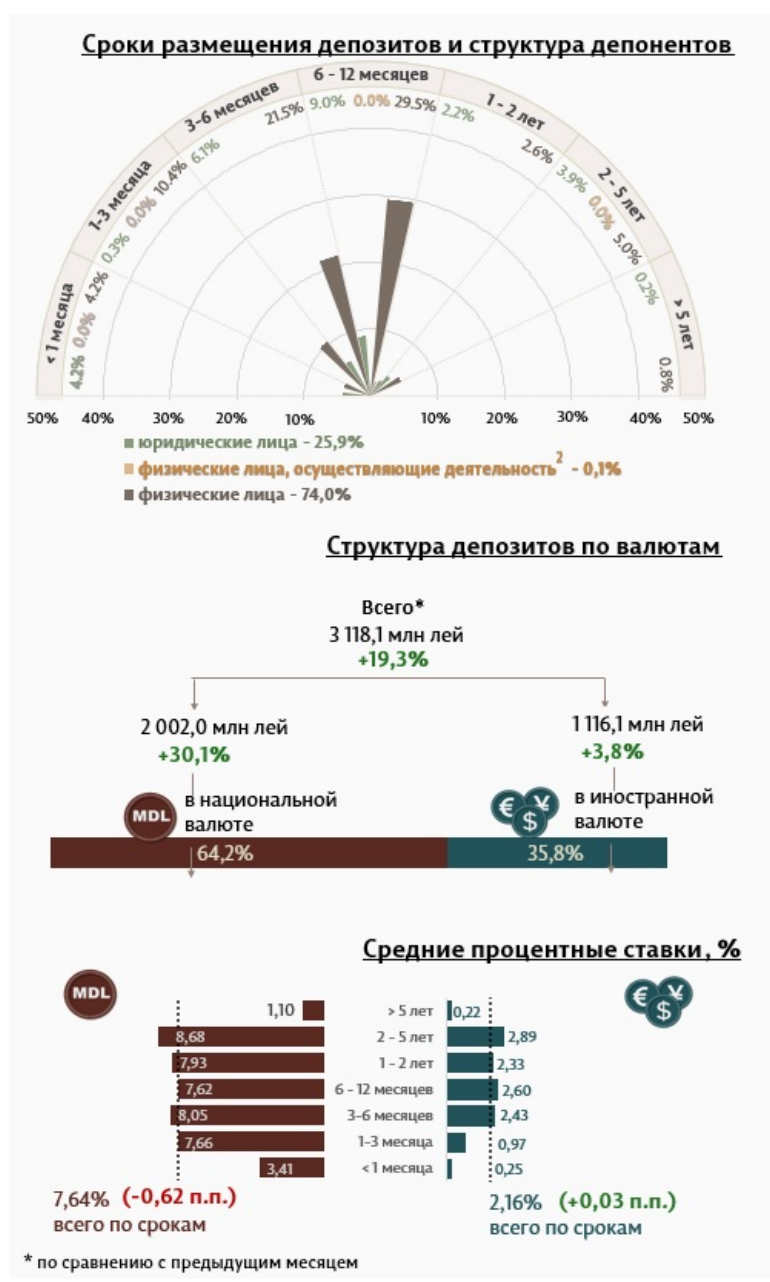 Сроки размещения депозитов и структура депонентов
< 1 месяца
1-3 месяца
3-6 месяцев
6 - 12 месяцев
1 - 2 лет
2 - 5 лет
> 5 лет
4.2% 0.0% 4.2%
0.3% 0.0% 10.4%
6.1% 21.5%
9.0% 0.0% 29.5%
2.2% 2.6%
3.9% 0.0% 5.0%
0.2% 0.8%
50% 40% 30% 20% 10% 10% 20% 30% 40% 50%
юридические лица - 25,9%
физические лица, осуществляющие деятельность2 - 0,1%
физические лица - 74,0%
Структура депозитов по валютам
Всего*
3 118,1 млн лей
+19,3%
2 002,0 млн лей
+30,1%
1 116,1 млн лей
+3,8%
MDL
в национальной
валюте
€ ¥ $
в иностранной
валюте
64,2% 35,8%
Средние процентные ставки, %
MDL
€ ¥ $
1,10 > 5 лет 0,22
8,68 2 - 5 лет 2,89
7,93 1 - 2 лет 2,33
7,62 6 - 12 месяцев 2,60
8,05 3-6 месяцев 2,43
7,66 1-3 месяца 0,97
3,41 < 1 месяца 0,25
7,64% (-0,62 п.п.)
всего по срокам
2,16% (+0,03 п.п.)
всего по срокам
* по сравнению с предыдущим месяцем